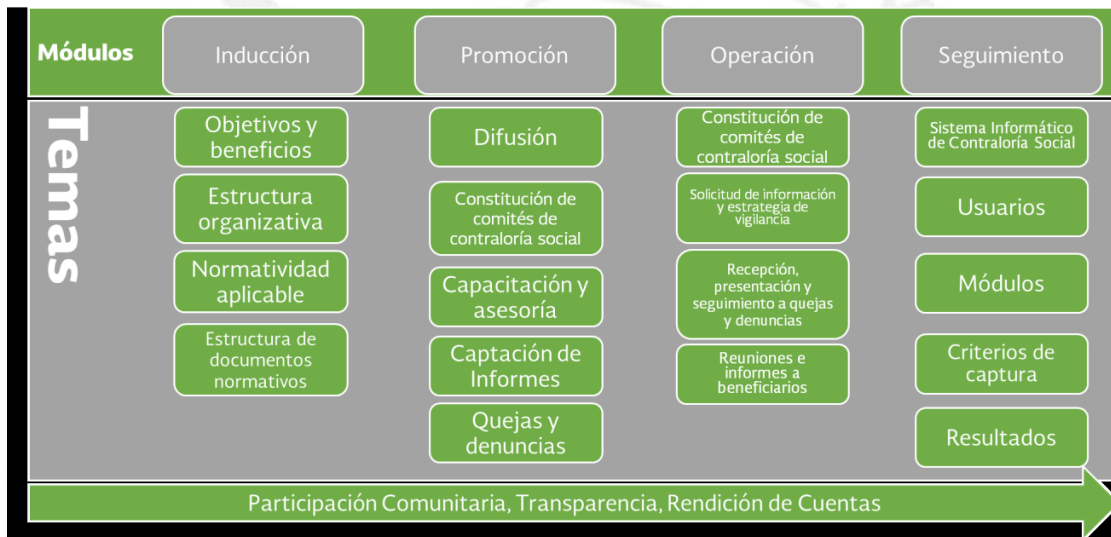 Módulos
Inducción
Promoción
Operación
Seguimiento
Temas
Objetivos y
beneficios
Estructura
organizativa
Normatividad
aplicable
Estructura de
documentos
normativos
Difusión
Constitución de
comités de
contraloría social
Capacitación y
asesoría
Captación de
Informes
Quejas y
denuncias
Constitución de
comités de
contraloría social
Solicitud de información
y estrategia de
vigilancia
Recepción,
presentación y
seguimiento a quejas
y denuncias
Reuniones e
informes a
beneficiarios
Sistema Informático
de Contraloría Social
Usuarios
Módulos
Criterios de
captura
Resultados
Participación Comunitaria, Transparencia, Rendición de Cuentas